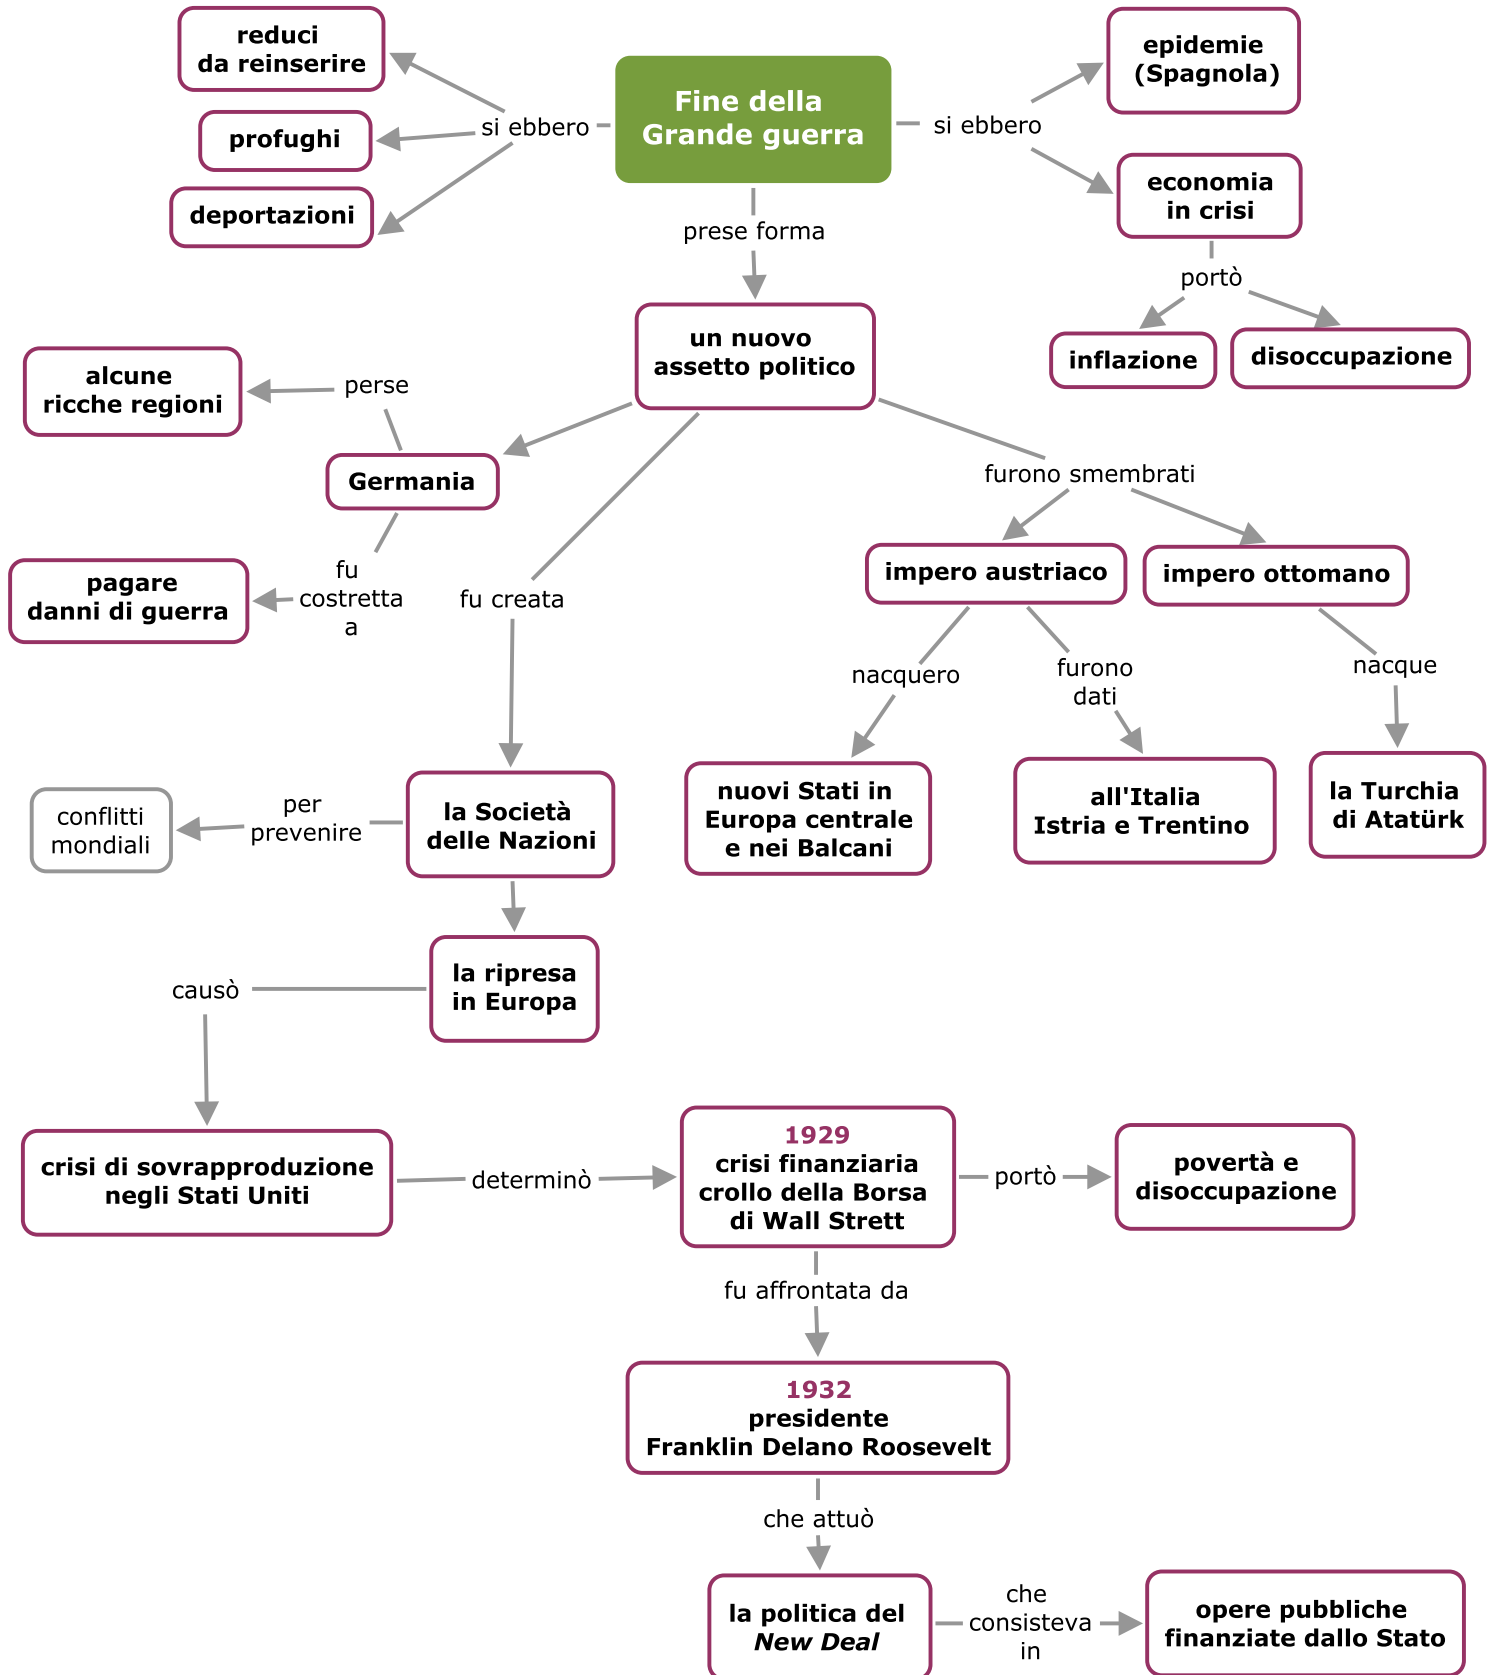 reduci
da reinserire
profughi
deportazioni
si ebbero
Fine della
Grande guerra
si ebbero
epidemie
(Spagnola)
economia
in crisi
portò
inflazione
disoccupazione
prese forma
un nuovo
assetto politico
alcune
ricche regioni
perse
Germania
pagare
danni di guerra
fu
costretta
a
fu creata
furono smembrati
impero austriaco
impero ottomano
nacquero
furono
dati
nacque
nuovi Stati in
Europa centrale
e nei Balcani
all'Italia
Istria e Trentino
la Turchia
di Atatürk
conflitti
mondiali
per
prevenire
la Società
delle Nazioni
la ripresa
in Europa
causò
crisi di sovrapproduzione
negli Stati Uniti
determinò
1929
crisi finanziaria
crollo della Borsa
di Wall Strett
portò
povertà e
disoccupazione
fu affrontata da
1932
presidente
Franklin Delano Roosevelt
che attuò
la politica del
New Deal
che
consisteva
in
opere pubbliche
finanziate dallo Stato